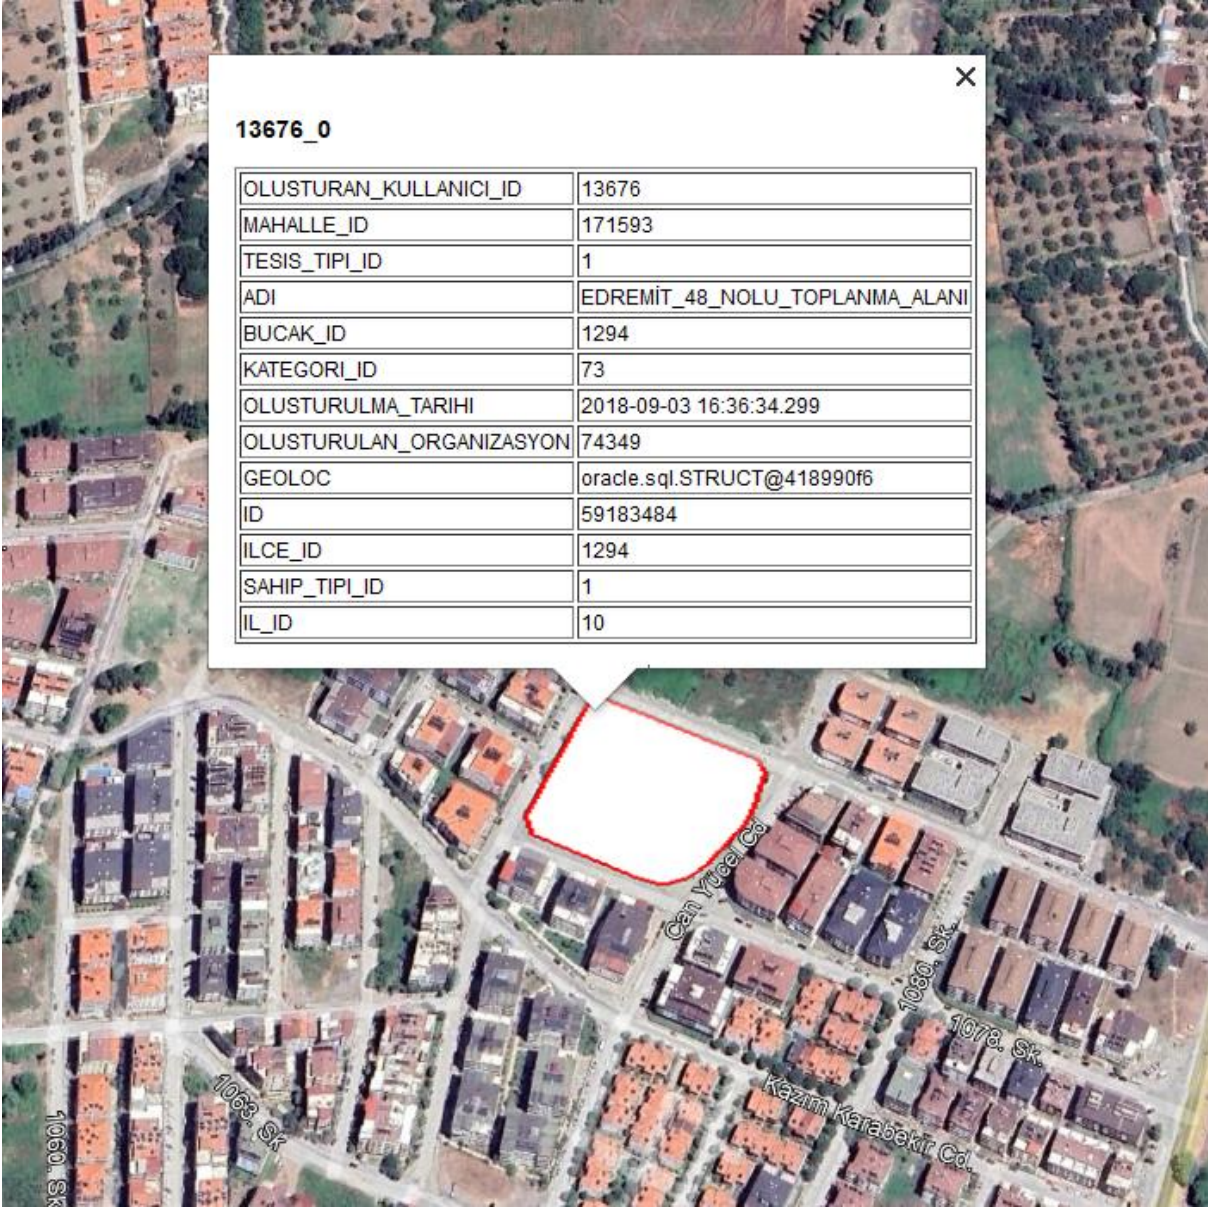 13676_0
OLUSTURAN_KULLANICI_ID 13676
MAHALLE_ID 171593
TESIS_TIPI_ID 1
ADI EDREMİT_48_NOLU_TOPLANMA_ALANI
BUCAK_ID 1294
KATEGORI_ID 73
OLUSTURULMA_TARIHI 2018-09-03 16:36:34.299
OLUSTURULAN_ORGANIZASYON 74349
GEOLOC oracle.sql.STRUCT@418990f6
ID 59183484
ILCE_ID 1294
SAHIP_TIPI_ID 1
IL_ID 10
Can Yücel Cd
1080. Sk.
1078. Sk.
Kazım Karabekir Cd.
1063. Sk
1060. Sk